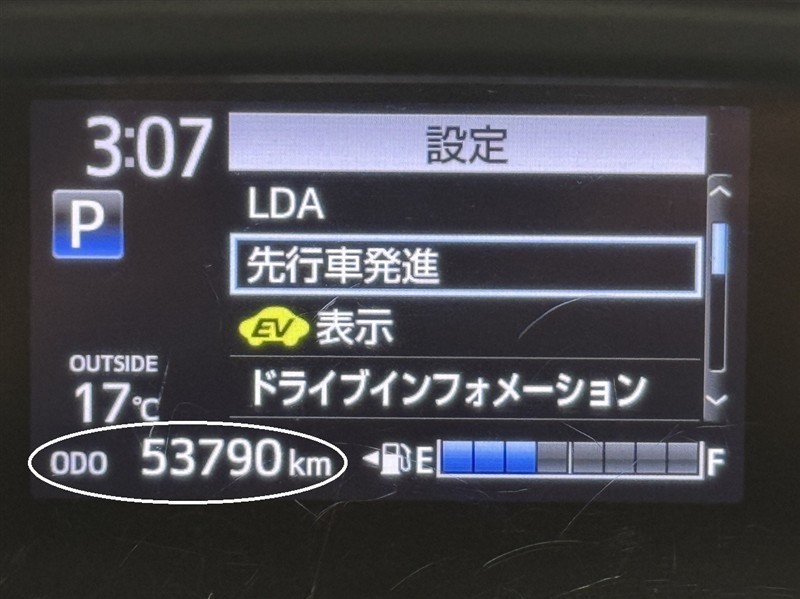 3:07
設定
P
LDA
先行車発進
EV 表示
ドライブインフォメーション
OUTSIDE
17℃
ODO 53790 km
E F